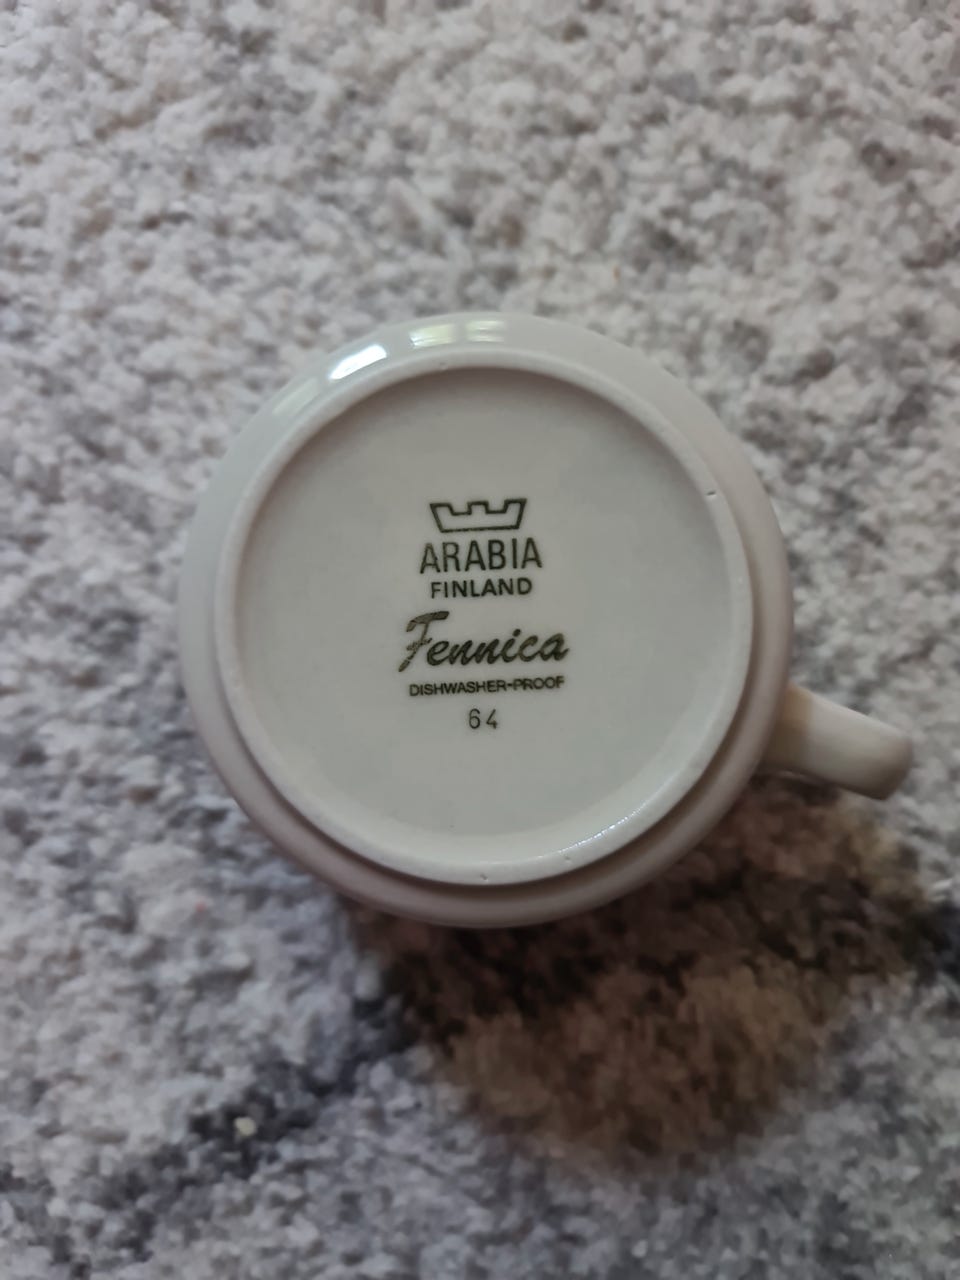 ARABIA
FINLAND
Fennica
DISHWASHER-PROOF
64